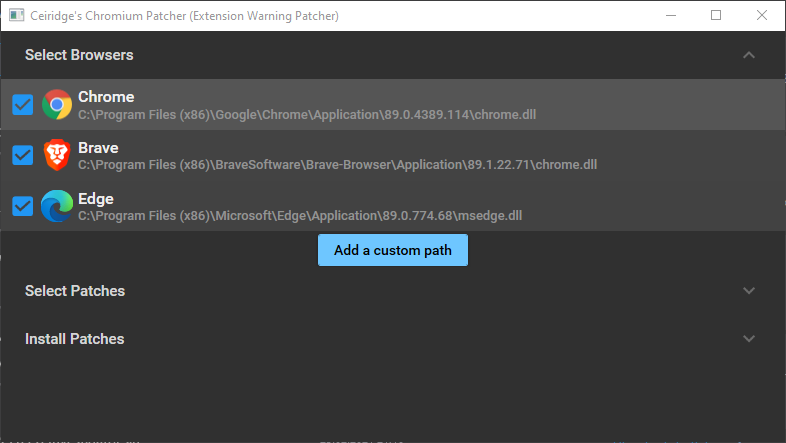 Ceiridge's Chromium Patcher (Extension Warning Patcher)
Select Browsers
Chrome
C:\Program Files (x86)\Google\Chrome\Application\89.0.4389.114\chrome.dll
Brave
C:\Program Files (x86)\BraveSoftware\Brave-Browser\Application\89.1.22.71\chrome.dll
Edge
C:\Program Files (x86)\Microsoft\Edge\Application\89.0.774.68\msedge.dll
Add a custom path
Select Patches
Install Patches